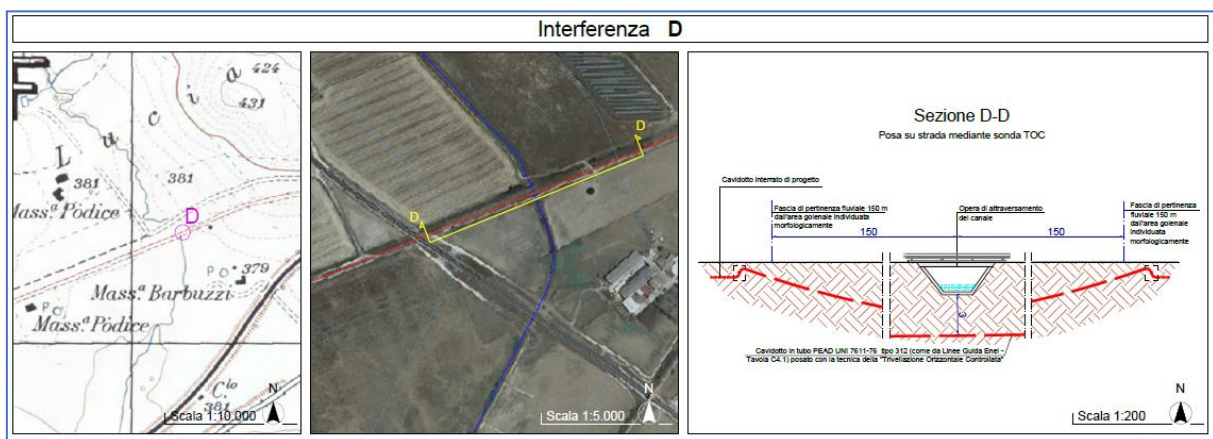 Interferenza D
424
431
Lucia
381
381
Mass.a Pòdice
D
P
379
Mass.a Barbuzzi
P
Mass.a Pòdice
C.lo
381
Scala 1:10.000
N
D
D
Scala 1:5.000
N
Sezione D-D
Posa su strada mediante sonda TOC
Cavidotto interrato di progetto
Fascia di pertinenza fluviale 150 m
dall'area golenale individuata
morfologicamente
Opera di attraversamento
del canale
Fascia di pertinenza
fluviale 150 m
dall'area golenale
individuata
morfologicamente
150
150
3
Cavidotto in tubo PEAD UNI 7611-76 tipo 312 (come da Linee Guida Enel -
Tavola C4.1) posato con la tecnica della "Trivellazione Orizzontale Controllata"
Scala 1:200
N